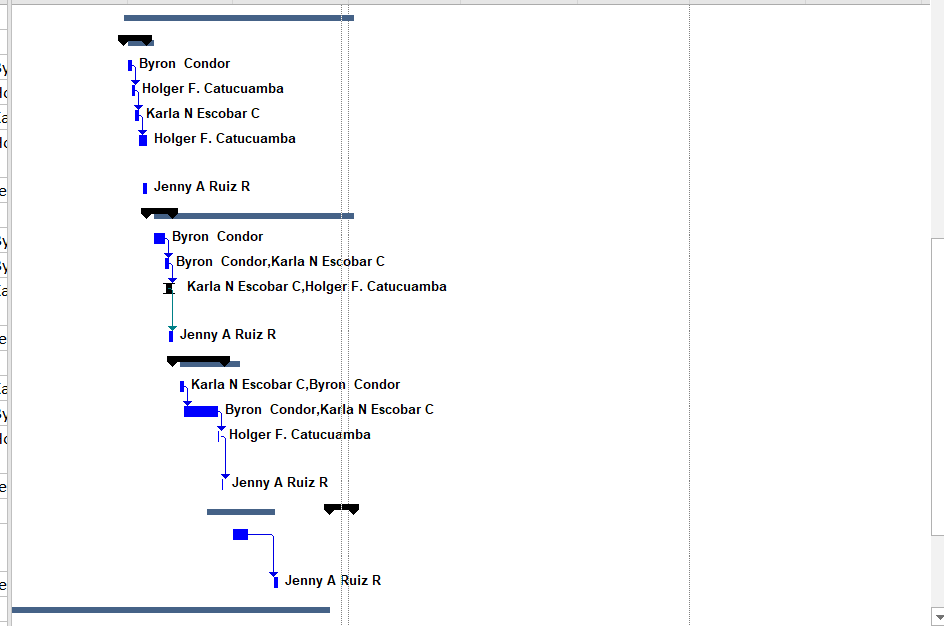 Byron  Condor
Holger F. Catucuamba
Karla N Escobar C
Holger F. Catucuamba
Jenny A Ruiz R
Byron  Condor
Byron  Condor,Karla N Escobar C
Karla N Escobar C,Holger F. Catucuamba
Jenny A Ruiz R
Karla N Escobar C,Byron  Condor
Byron  Condor,Karla N Escobar C
Holger F. Catucuamba
Jenny A Ruiz R
Jenny A Ruiz R